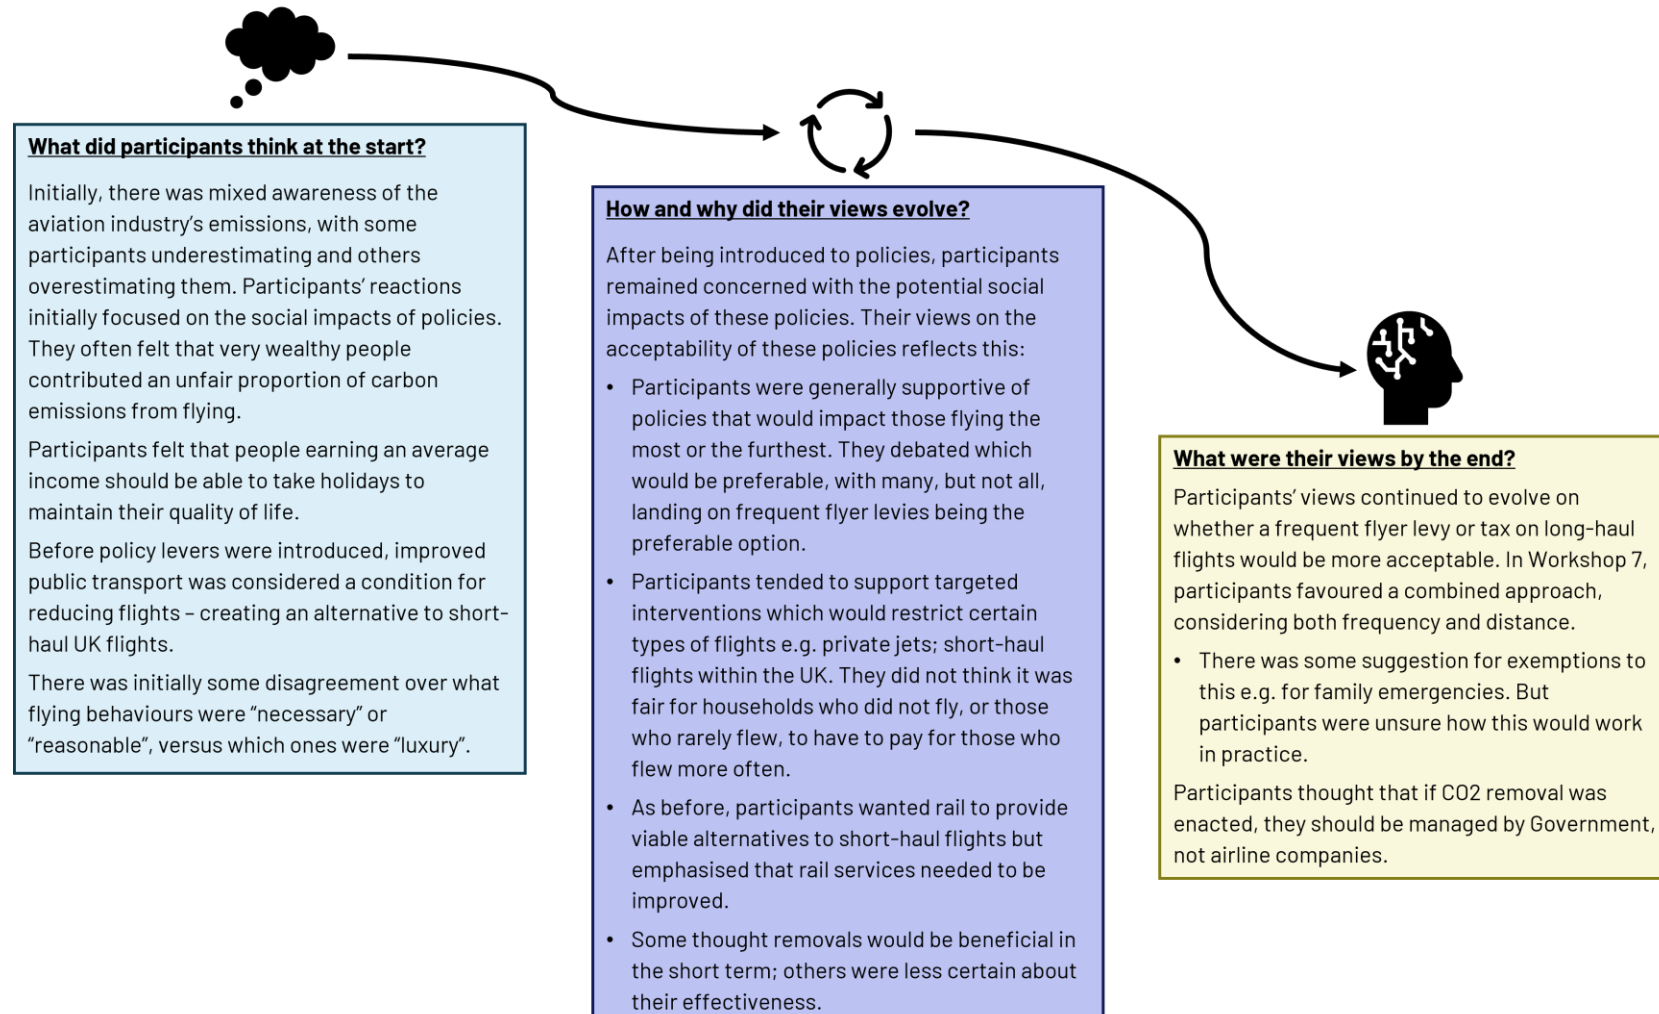 What did participants think at the start?
Initially, there was mixed awareness of the
aviation industry's emissions, with some
participants underestimating and others
overestimating them. Participants' reactions
initially focused on the social impacts of policies.
They often felt that very wealthy people
contributed an unfair proportion of carbon
emissions from flying.
Participants felt that people earning an average
income should be able to take holidays to
maintain their quality of life.
Before policy levers were introduced, improved
public transport was considered a condition for
reducing flights – creating an alternative to short-
haul UK flights.
There was initially some disagreement over what
flying behaviours were “necessary” or
“reasonable”, versus which ones were “luxury”.
How and why did their views evolve?
After being introduced to policies, participants
remained concerned with the potential social
impacts of these policies. Their views on the
acceptability of these policies reflects this:
• Participants were generally supportive of
policies that would impact those flying the
most or the furthest. They debated which
would be preferable, with many, but not all,
landing on frequent flyer levies being the
preferable option.
• Participants tended to support targeted
interventions which would restrict certain
types of flights e.g. private jets; short-haul
flights within the UK. They did not think it was
fair for households who did not fly, or those
who rarely flew, to have to pay for those who
flew more often.
• As before, participants wanted rail to provide
viable alternatives to short-haul flights but
emphasised that rail services needed to be
improved.
• Some thought removals would be beneficial in
the short term; others were less certain about
their effectiveness.
What were their views by the end?
Participants' views continued to evolve on
whether a frequent flyer levy or tax on long-haul
flights would be more acceptable. In Workshop 7,
participants favoured a combined approach,
considering both frequency and distance.
• There was some suggestion for exemptions to
this e.g. for family emergencies. But
participants were unsure how this would work
in practice.
Participants thought that if CO2 removal was
enacted, they should be managed by Government,
not airline companies.